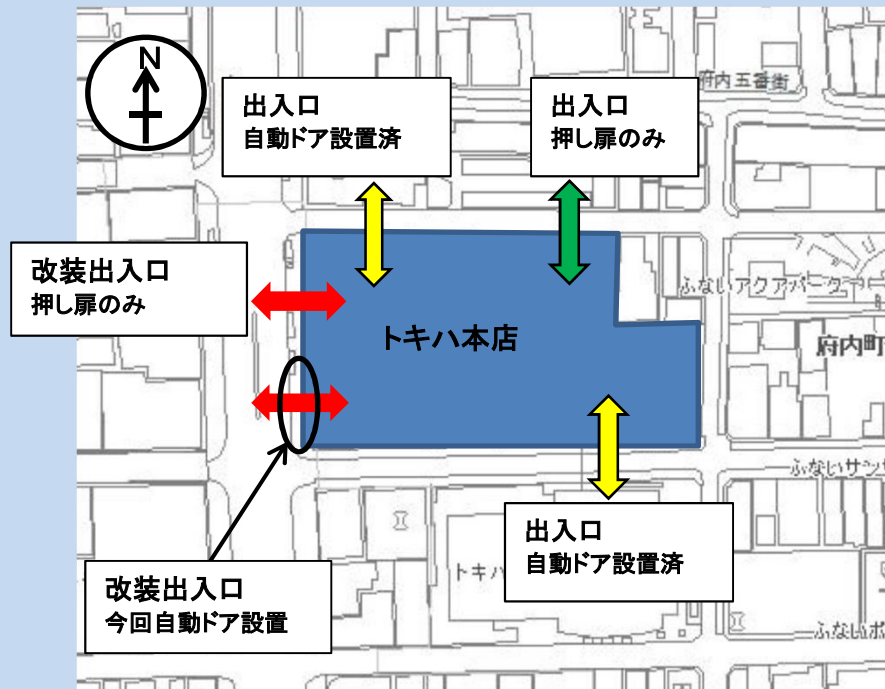 N
出入口
自動ドア設置済
出入口
押し扉のみ
府内五番街
改装出入口
押し扉のみ
ふないアクアパーク
トキハ本店
府内町
ふないサンサ
出入口
自動ドア設置済
トキハ
改装出入口
今回自動ドア設置
ふないポ